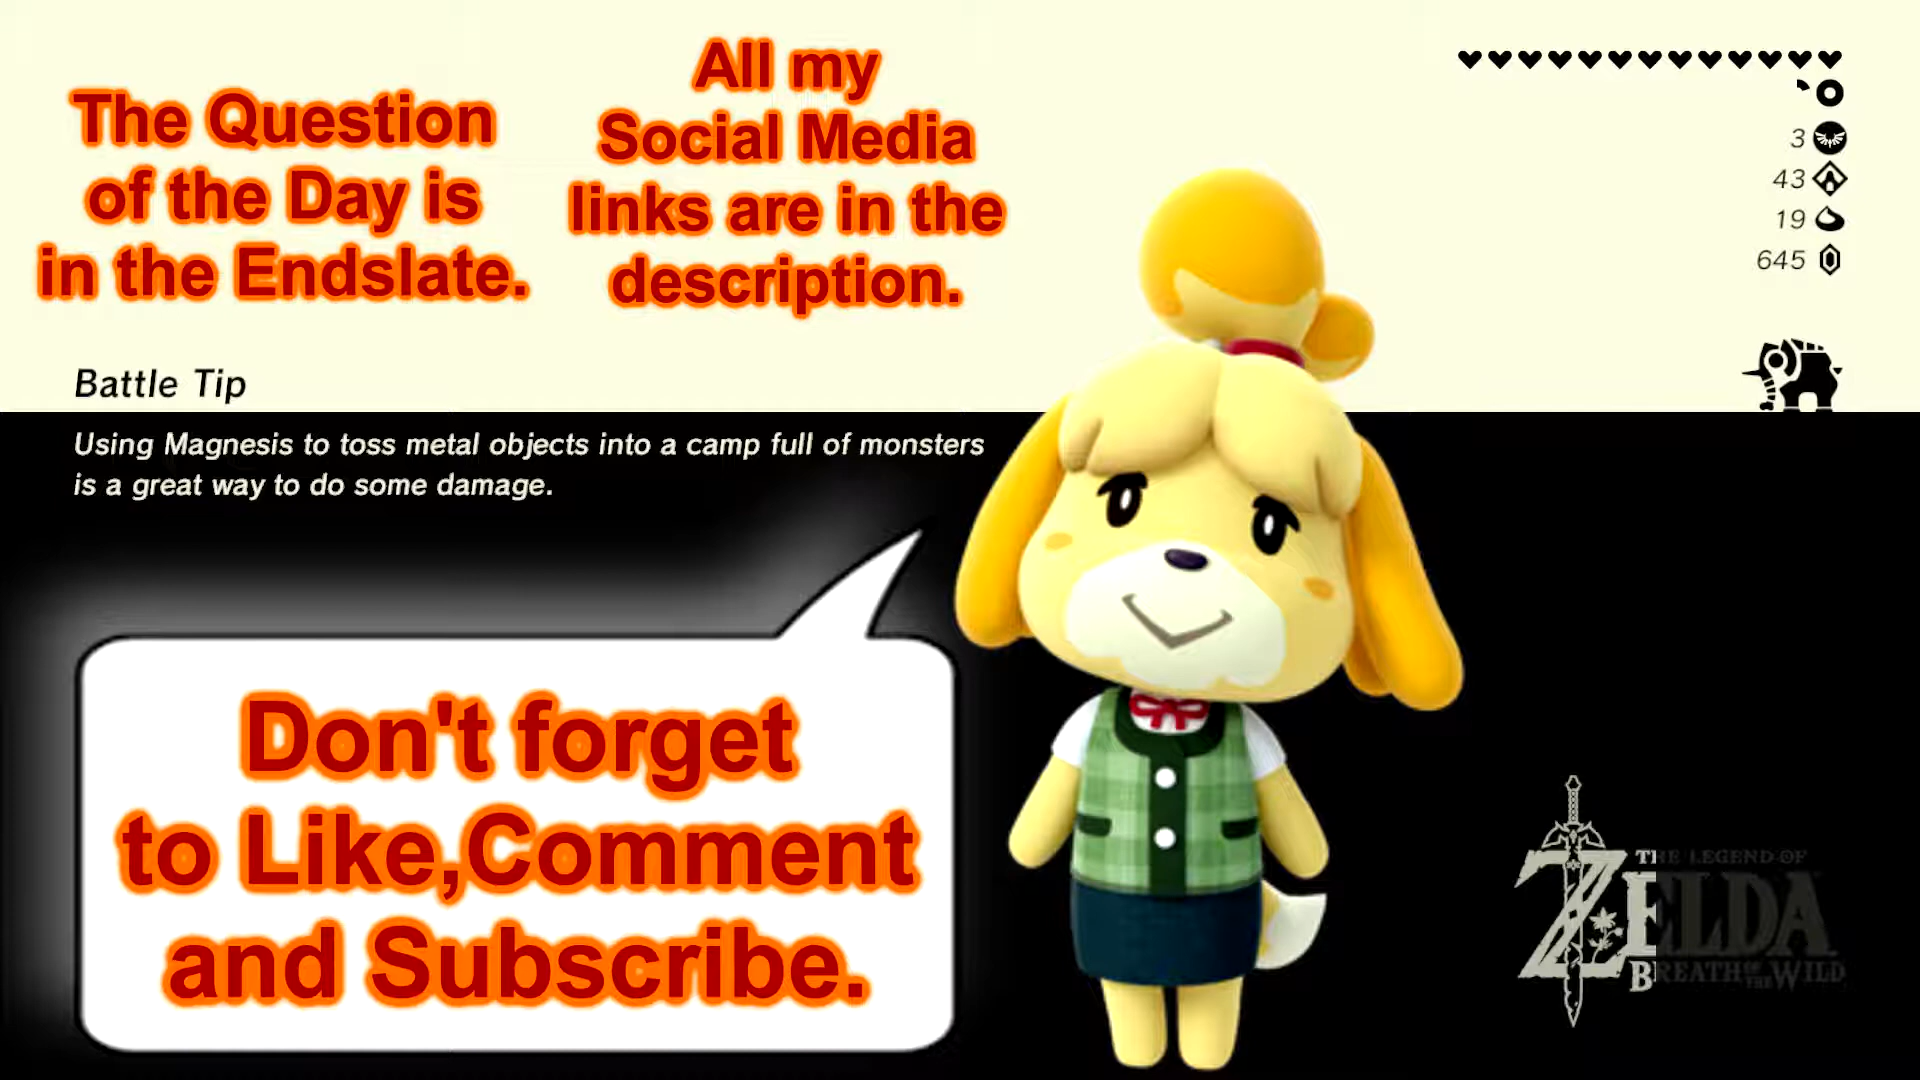 The Question
of the Day is
in the Endslate.
All my
Social Media
links are in the
description.
3
43
19
645
Battle Tip
Using Magnesis to toss metal objects into a camp full of monsters
is a great way to do some damage.
Don't forget
to Like,Comment
and Subscribe.
THE LEGEND OF
ZELDA
BREATH OF THE WILD